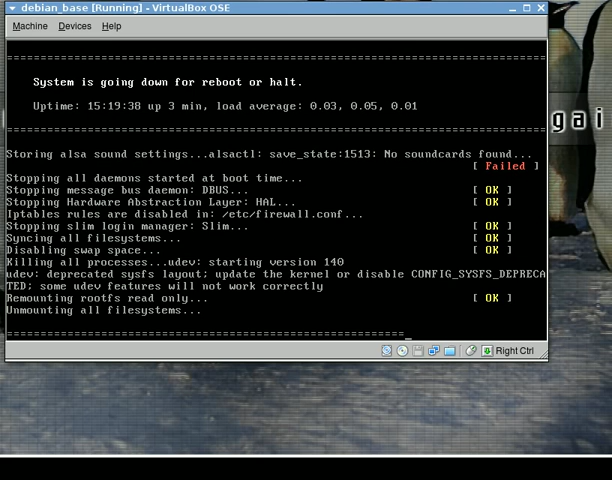 debian_base [Running] - VirtualBox OSE
Machine Devices Help
================================================================================
System is going down for reboot or halt.
Uptime: 15:19:38 up 3 min, load average: 0.03, 0.05, 0.01
================================================================================
Storing alsa sound settings...alsactl: save_state:1513: No soundcards found...
[ Failed ]
Stopping all daemons started at boot time...
Stopping message bus daemon: DBUS... [ OK ]
Stopping Hardware Abstraction Layer: HAL... [ OK ]
Iptables rules are disabled in: /etc/firewall.conf...
Stopping slim login manager: Slim... [ OK ]
Syncing all filesystems... [ OK ]
Disabling swap space... [ OK ]
Killing all processes...udev: starting version 140
udev: deprecated sysfs layout; update the kernel or disable CONFIG_SYSFS_DEPRECA
TED; some udev features will not work correctly
Remounting rootfs read only... [ OK ]
Unmounting all filesystems...
===========================================================_
Right Ctrl
gai